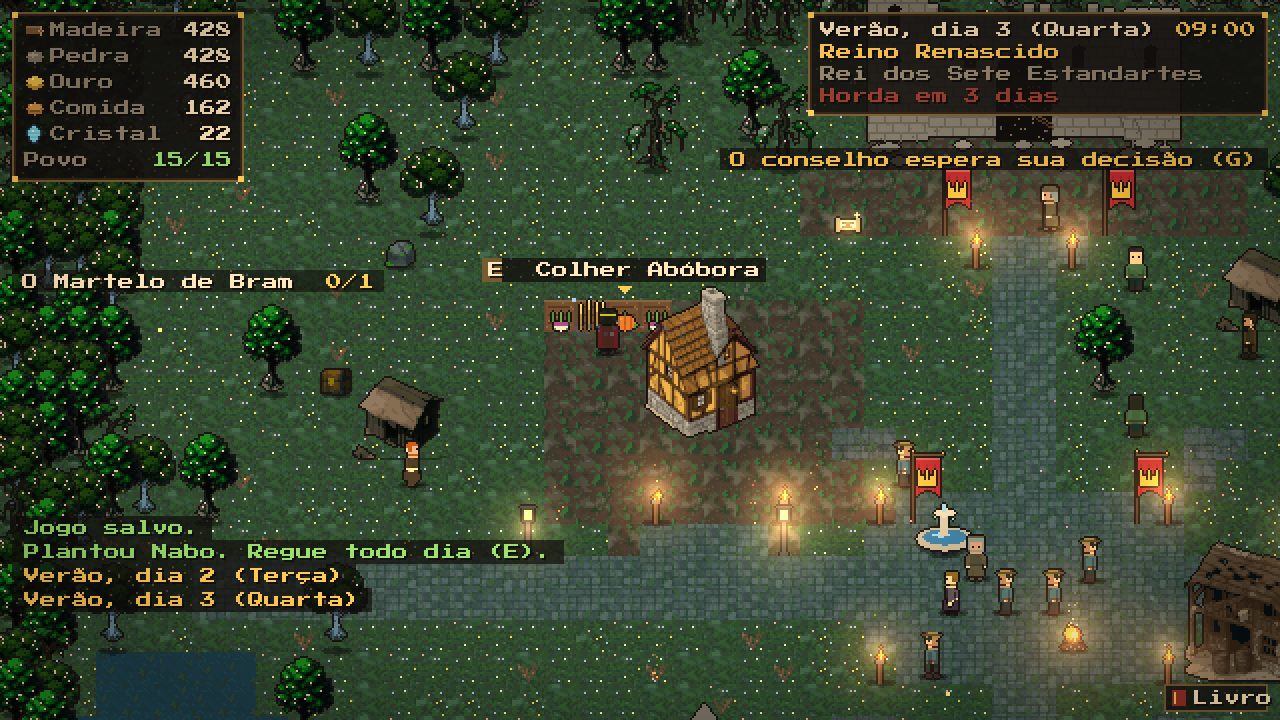 Madeira 428
Pedra 428
Ouro 460
Comida 162
Cristal 22
Povo 15/15
Verão, dia 3 (Quarta) 09:00
Reino Renascido
Rei dos Sete Estandartes
Horda em 3 dias
O conselho espera sua decisão (G)
E Colher Abóbora
O Martelo de Bram 0/1
Jogo salvo.
Plantou Nabo. Regue todo dia (E).
Verão, dia 2 (Terça)
Verão, dia 3 (Quarta)
Livro